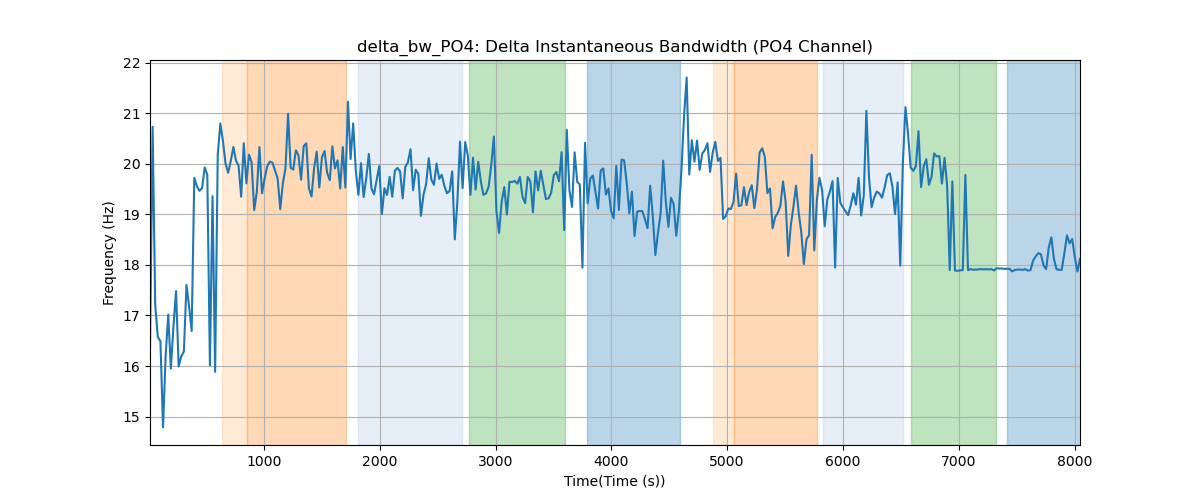 delta_bw_PO4: Delta Instantaneous Bandwidth (PO4 Channel)
Frequency (Hz)
22
21
20
19
18
17
16
15
1000 2000 3000 4000 5000 6000 7000 8000
Time(Time (s))